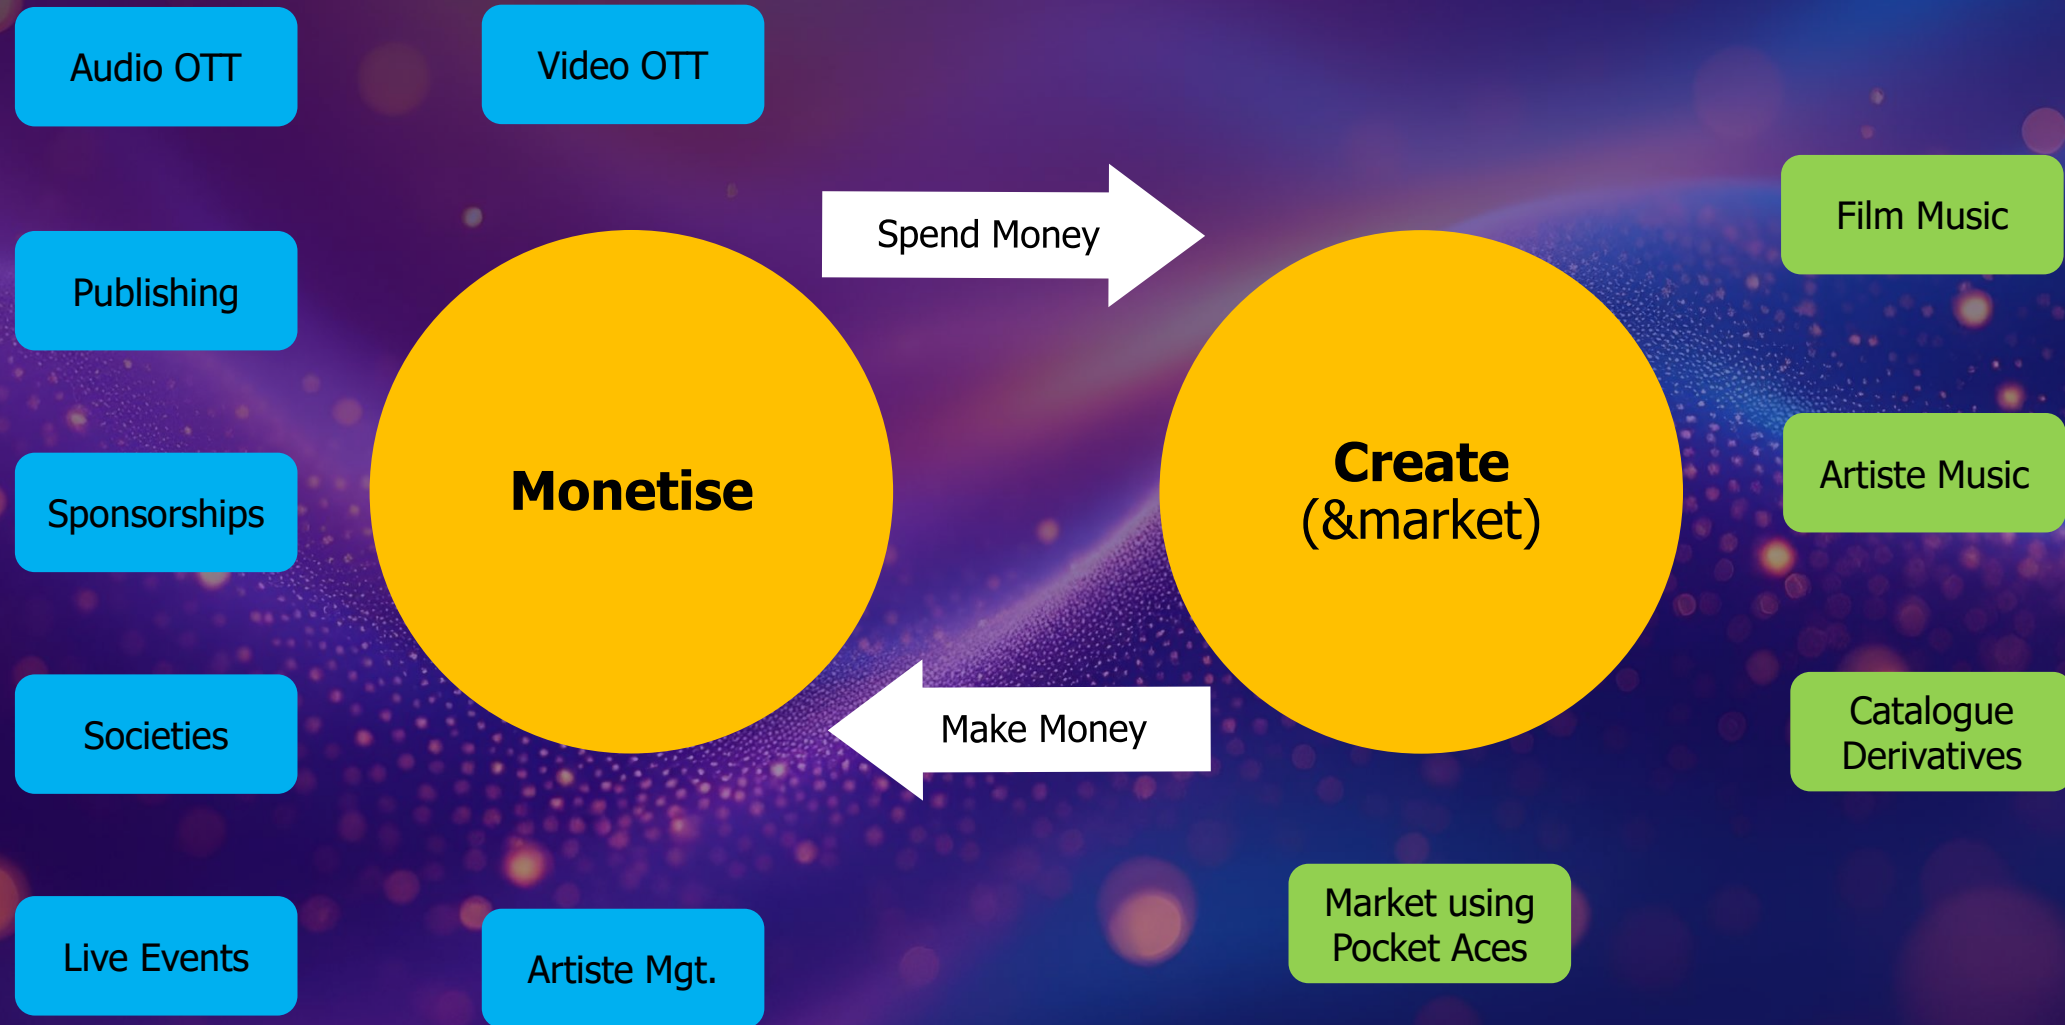 Audio OTT
Video OTT
Spend Money
Film Music
Publishing
Monetise
Create
(&market)
Artiste Music
Sponsorships
Societies
Make Money
Catalogue
Derivatives
Market using
Pocket Aces
Live Events
Artiste Mgt.